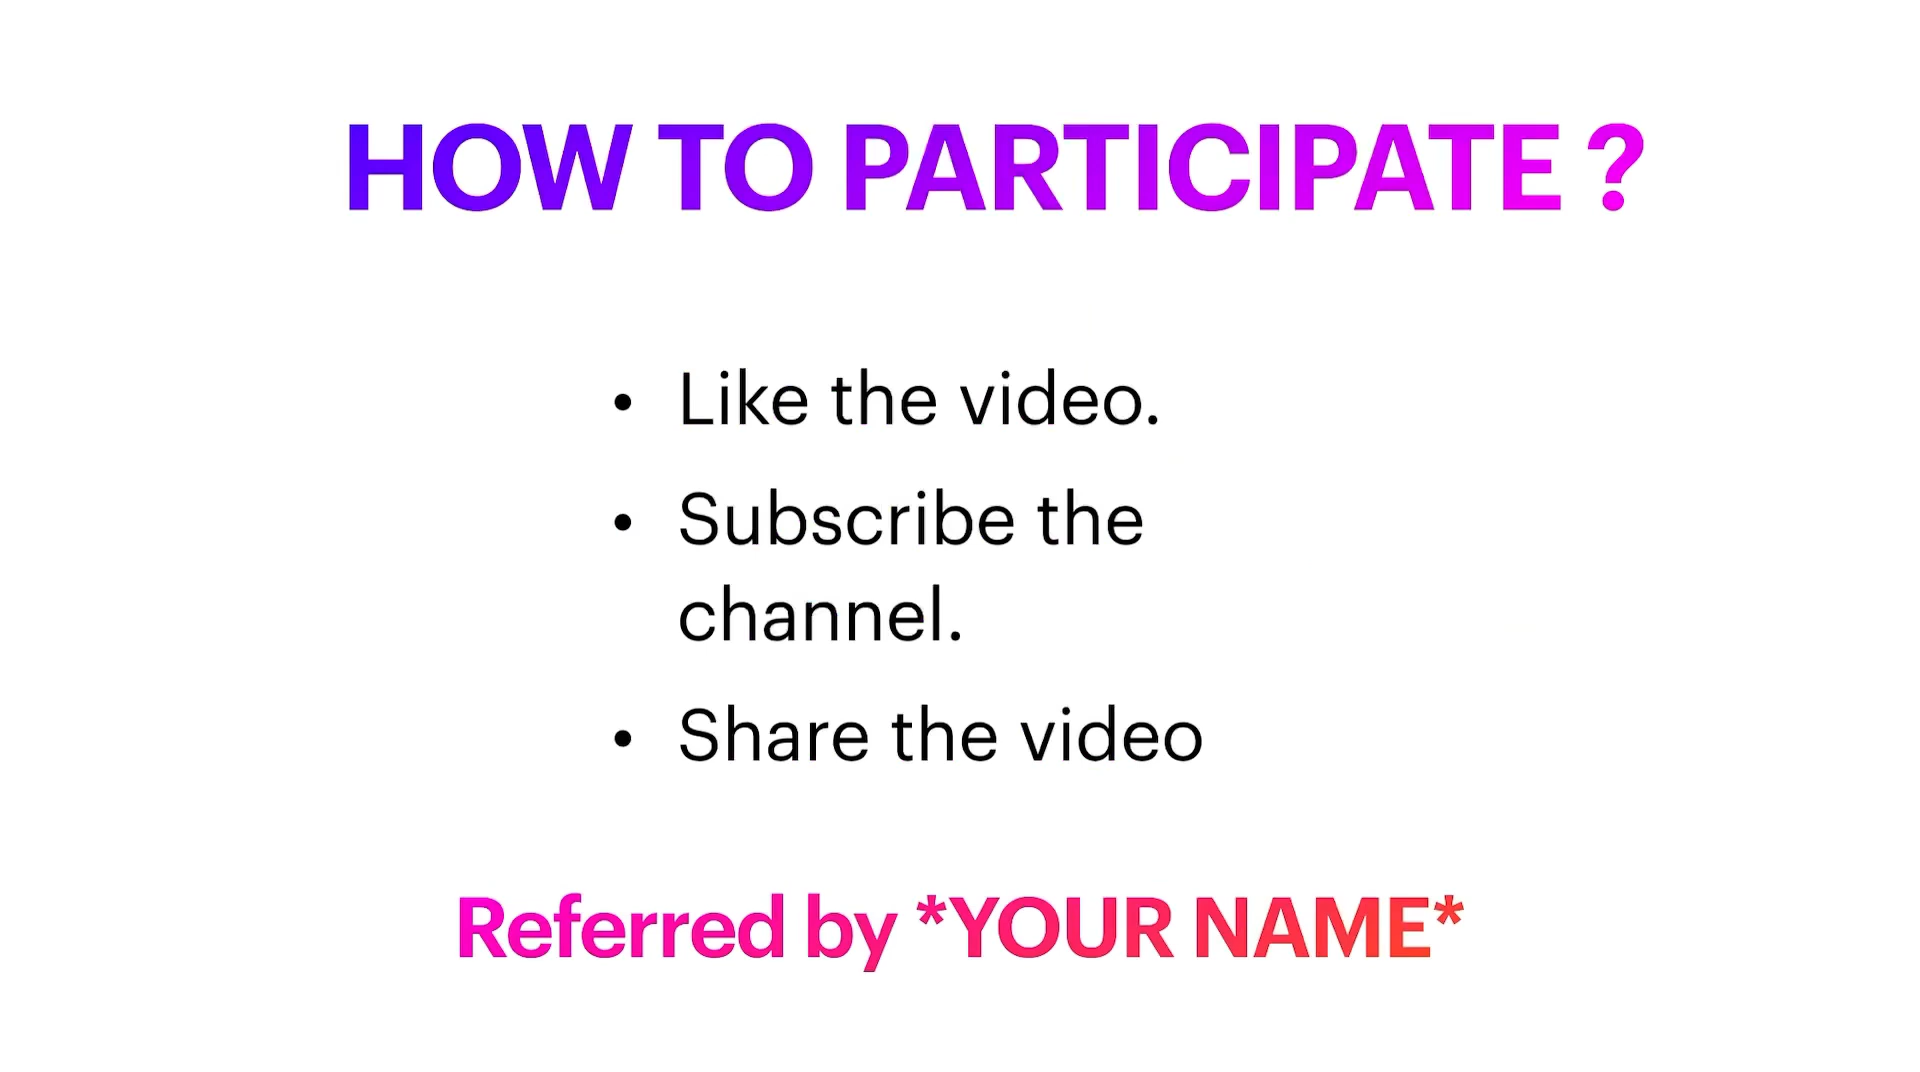 HOW TO PARTICIPATE ?
• Like the video.
• Subscribe the
channel.
• Share the video
Referred by *YOUR NAME*